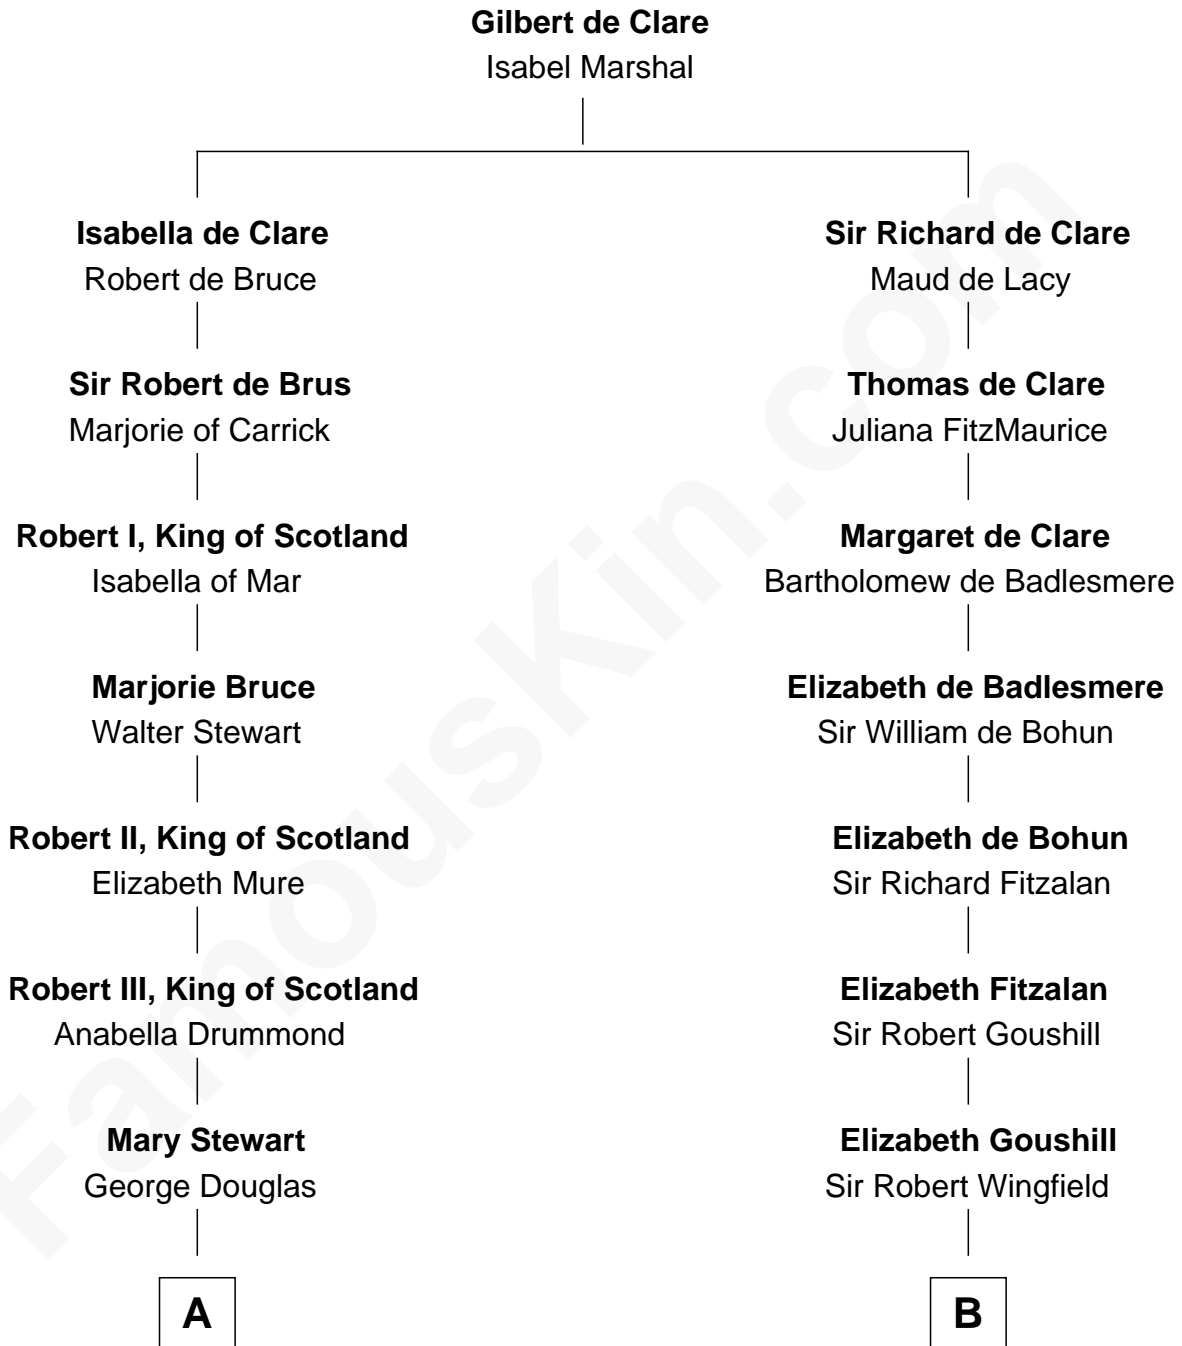 Gilbert de Clare
Isabel Marshal
Isabella de Clare
Robert de Bruce
Sir Richard de Clare
Maud de Lacy
Sir Robert de Brus
Marjorie of Carrick
Thomas de Clare
Juliana FitzMaurice
Robert I, King of Scotland
Isabella of Mar
Margaret de Clare
Bartholomew de Badlesmere
Marjorie Bruce
Walter Stewart
Elizabeth de Badlesmere
Sir William de Bohun
Robert II, King of Scotland
Elizabeth Mure
Elizabeth de Bohun
Sir Richard Fitzalan
Robert III, King of Scotland
Anabella Drummond
Elizabeth Fitzalan
Sir Robert Goushill
Mary Stewart
George Douglas
Elizabeth Goushill
Sir Robert Wingfield
A
B
FamousKin.com